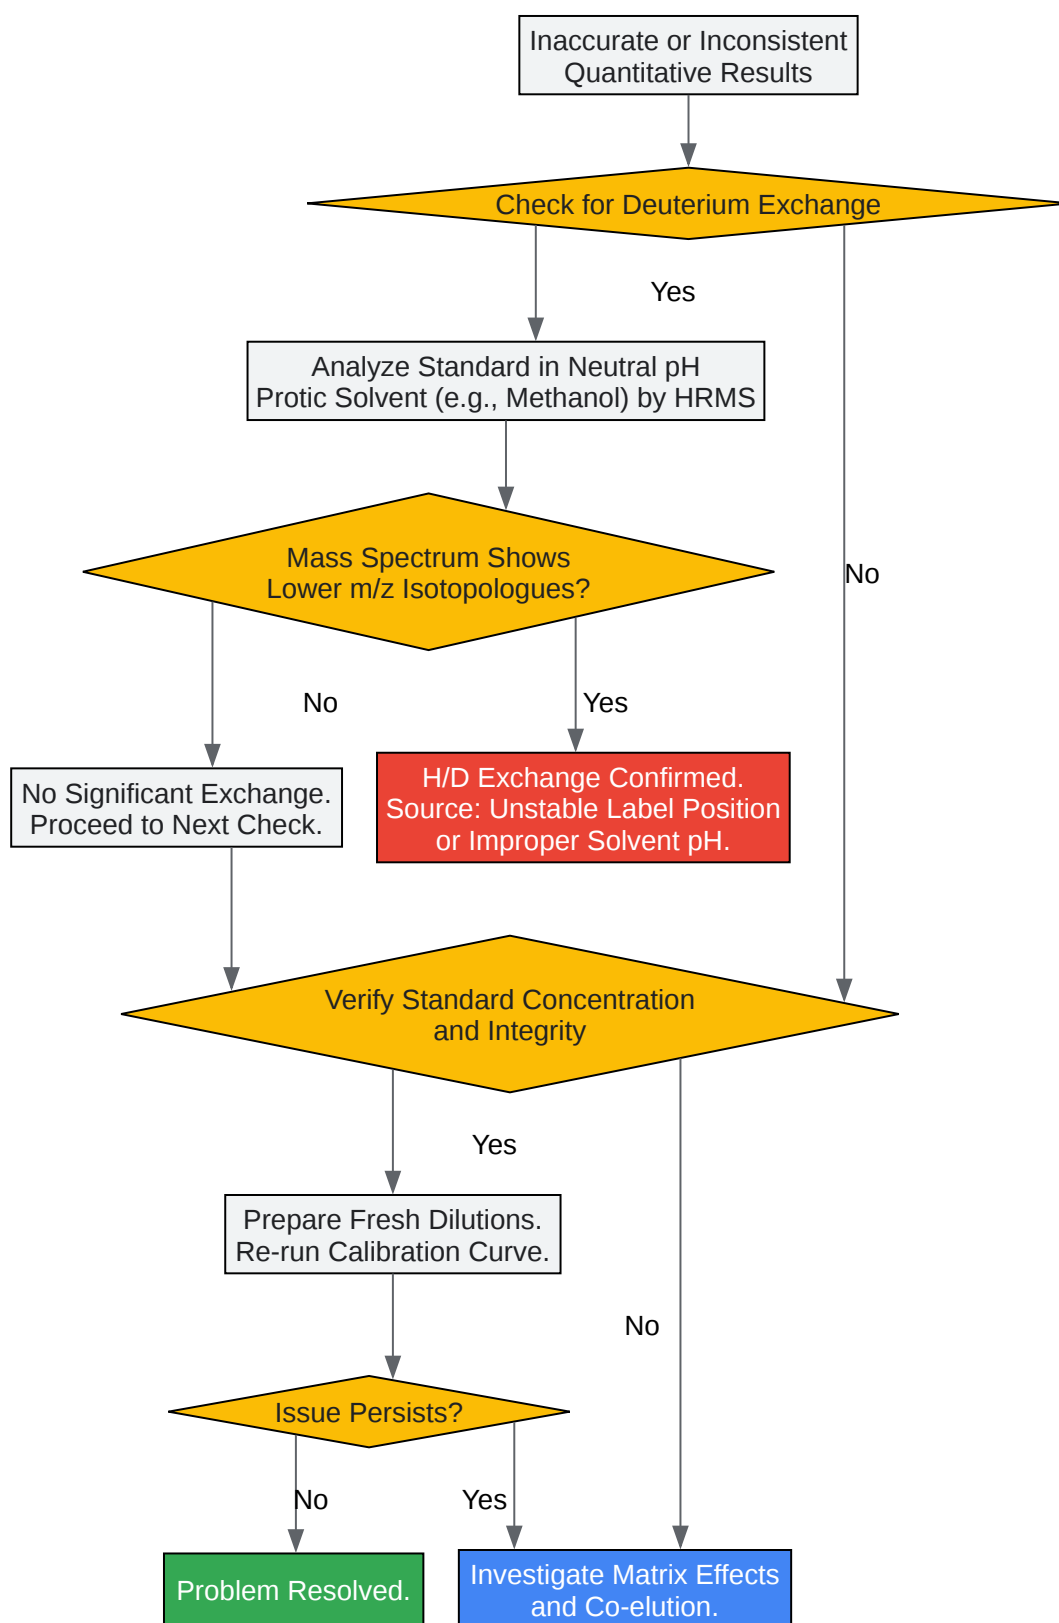 Inaccurate or Inconsistent
Quantitative Results
Check for Deuterium Exchange
Yes
Analyze Standard in Neutral pH
Protic Solvent (e.g., Methanol) by HRMS
Mass Spectrum Shows
Lower m/z Isotopologues?
No
No
Yes
No Significant Exchange.
Proceed to Next Check.
H/D Exchange Confirmed.
Source: Unstable Label Position
or Improper Solvent pH.
Verify Standard Concentration
and Integrity
Yes
Prepare Fresh Dilutions.
Re-run Calibration Curve.
No
Issue Persists?
No
Yes
Problem Resolved.
Investigate Matrix Effects
and Co-elution.